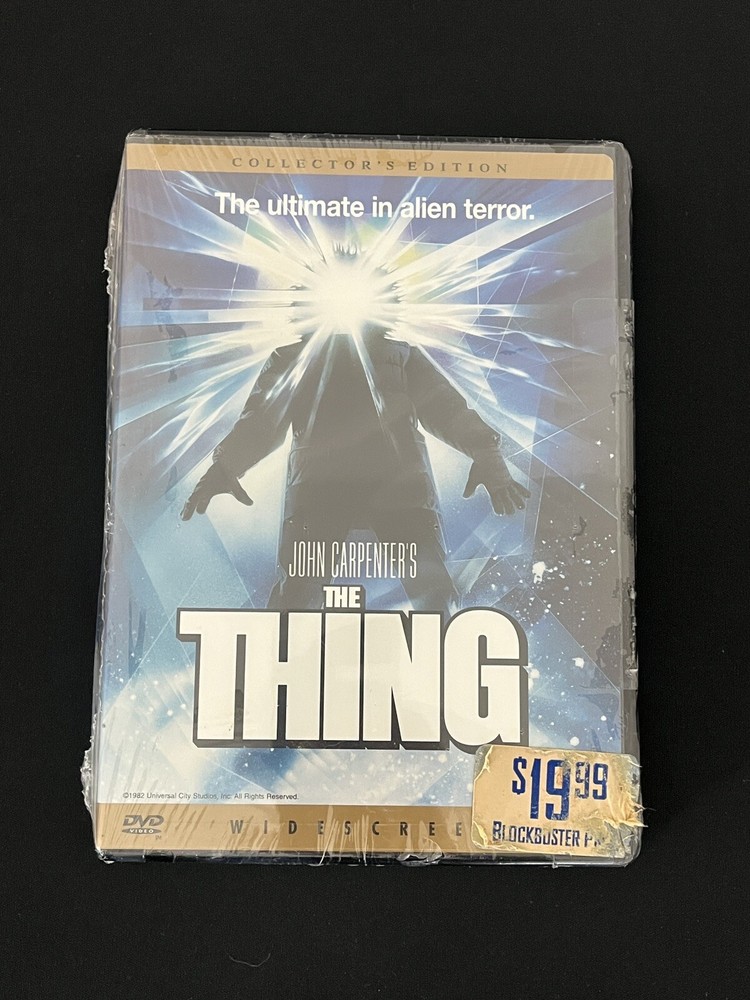 COLLECTOR'S EDITION
The ultimate in alien terror.
JOHN CARPENTER'S
THE
THING
©1982 Universal City Studios, Inc. All Rights Reserved.
$19.99
DVD
VIDEO
WIDESCREE
BLOCKBUSTER